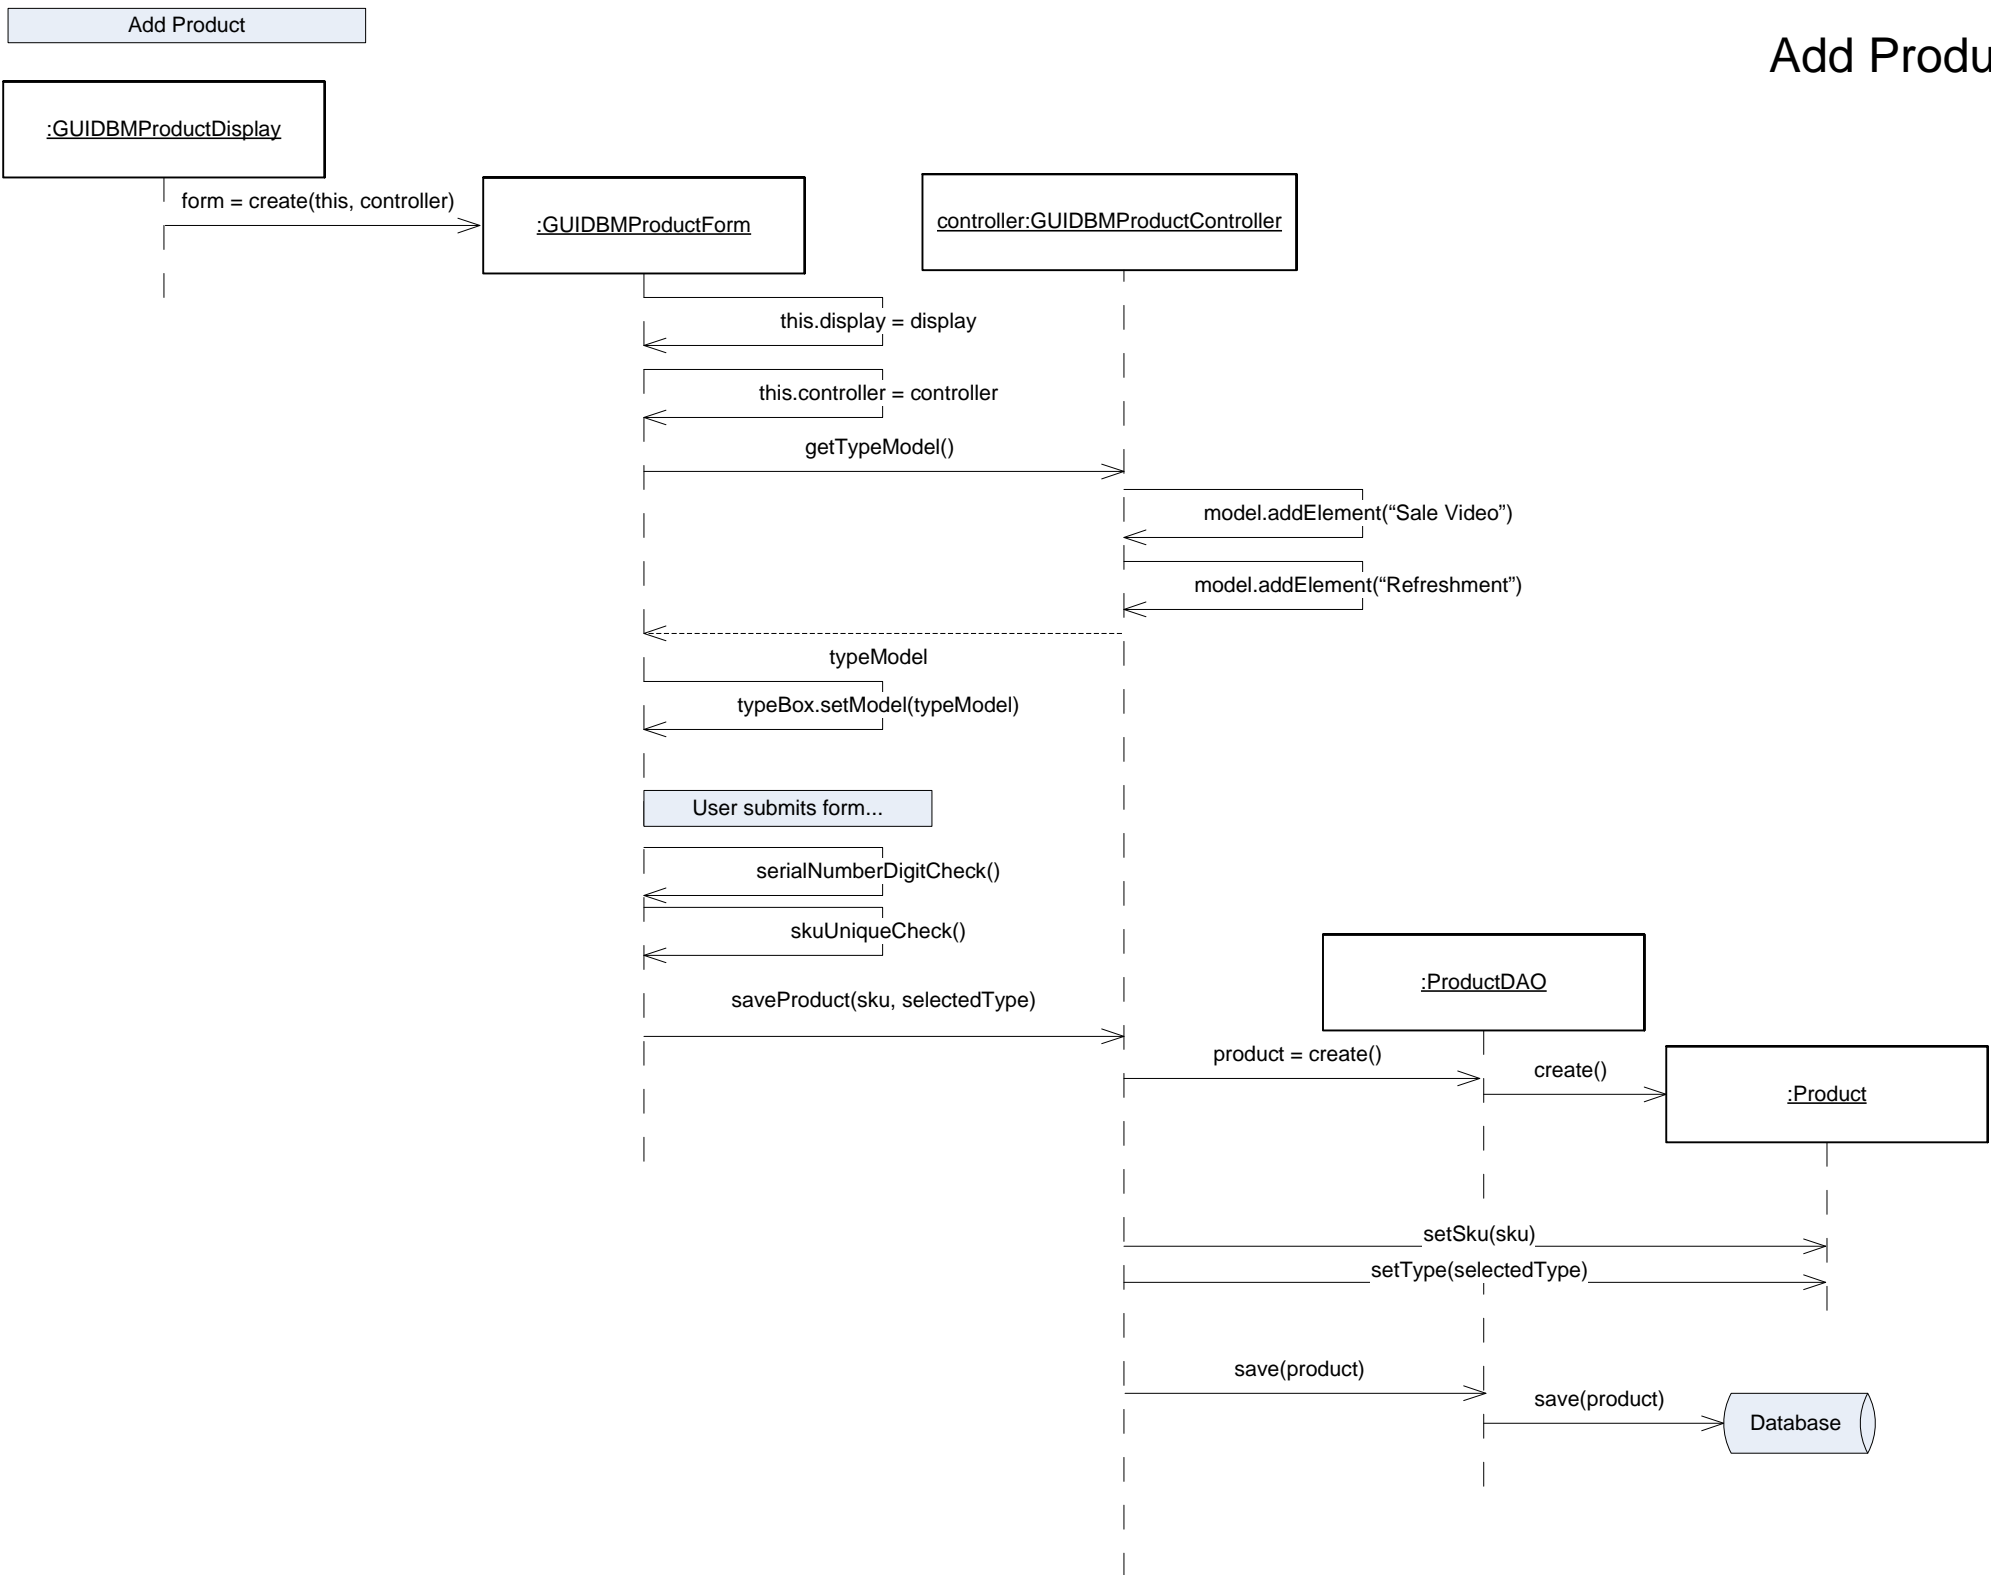 Add Product
Add Produ
:GUIDBMProductDisplay
form = create(this, controller)
:GUIDBMProductForm
controller:GUIDBMProductController
this.display = display
this.controller = controller
getTypeModel()
model.addElement(“Sale Video”)
model.addElement(“Refreshment”)
typeModel
typeBox.setModel(typeModel)
User submits form...
serialNumberDigitCheck()
skuUniqueCheck()
:ProductDAO
saveProduct(sku, selectedType)
product = create()
create()
:Product
setSku(sku)
setType(selectedType)
save(product)
save(product)
Database